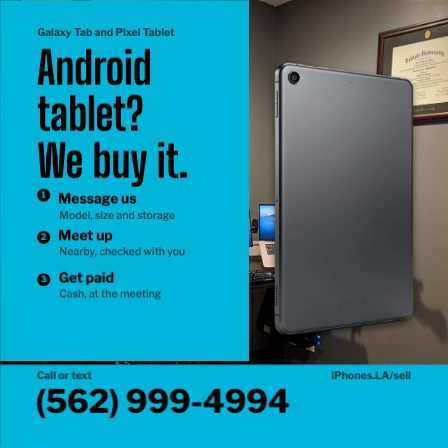 Galaxy Tab and Pixel Tablet
Android
tablet?
We buy it.
1 Message us
Model, size and storage
2 Meet up
Nearby, checked with you
3 Get paid
Cash, at the meeting
Call or text
iPhones.LA/sell
(562) 999-4994